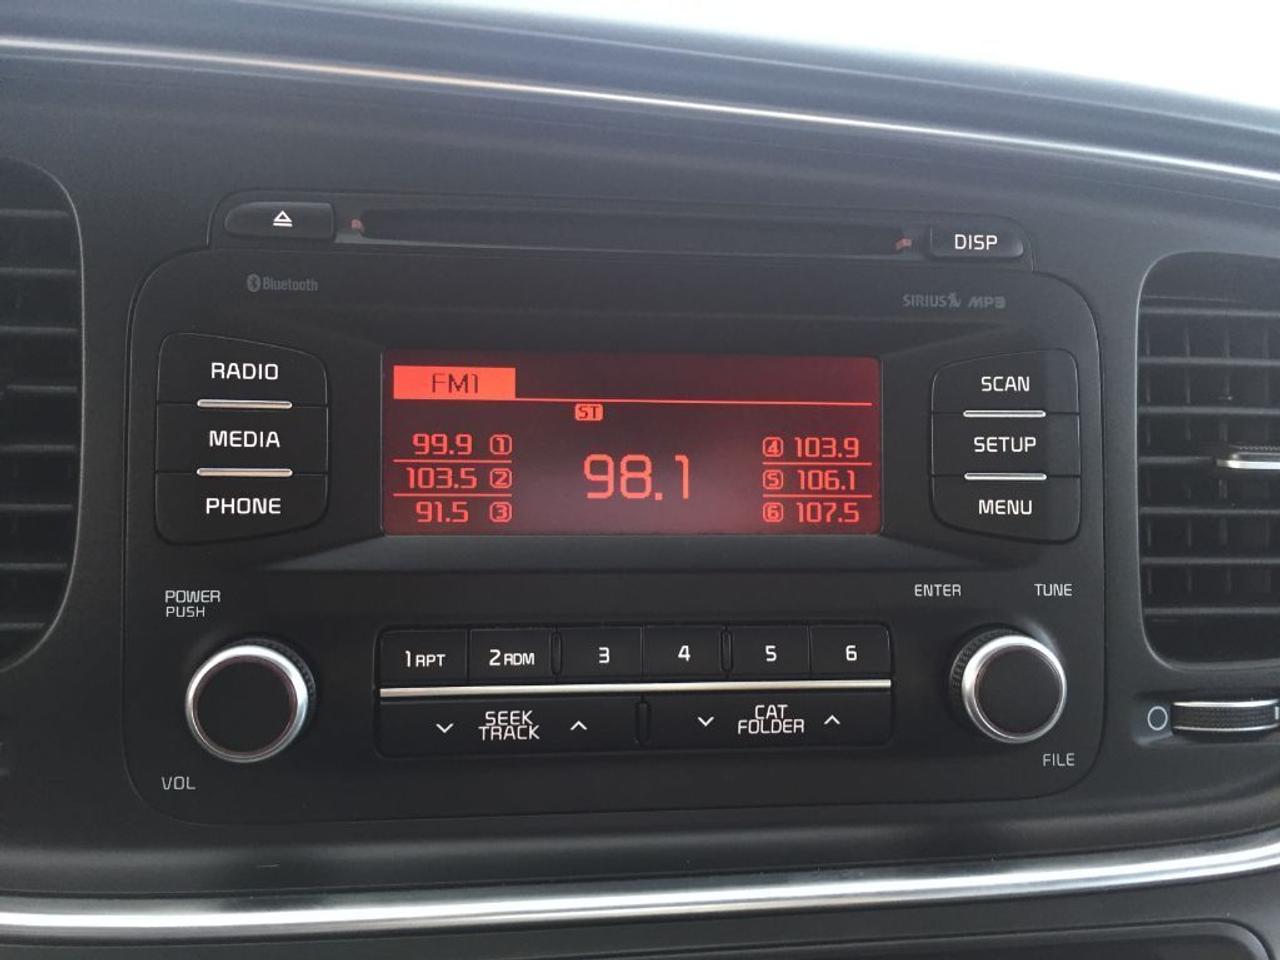 DISP
Bluetooth
SIRIUS MP3
RADIO
MEDIA
PHONE
FM1
ST
99.9 1
103.5 2
91.5 3
98.1
4 103.9
5 106.1
6 107.5
SCAN
SETUP
MENU
POWER
PUSH
VOL
1 RPT
2 RDM
3
4
5
6
SEEK
TRACK
CAT
FOLDER
ENTER
TUNE
FILE